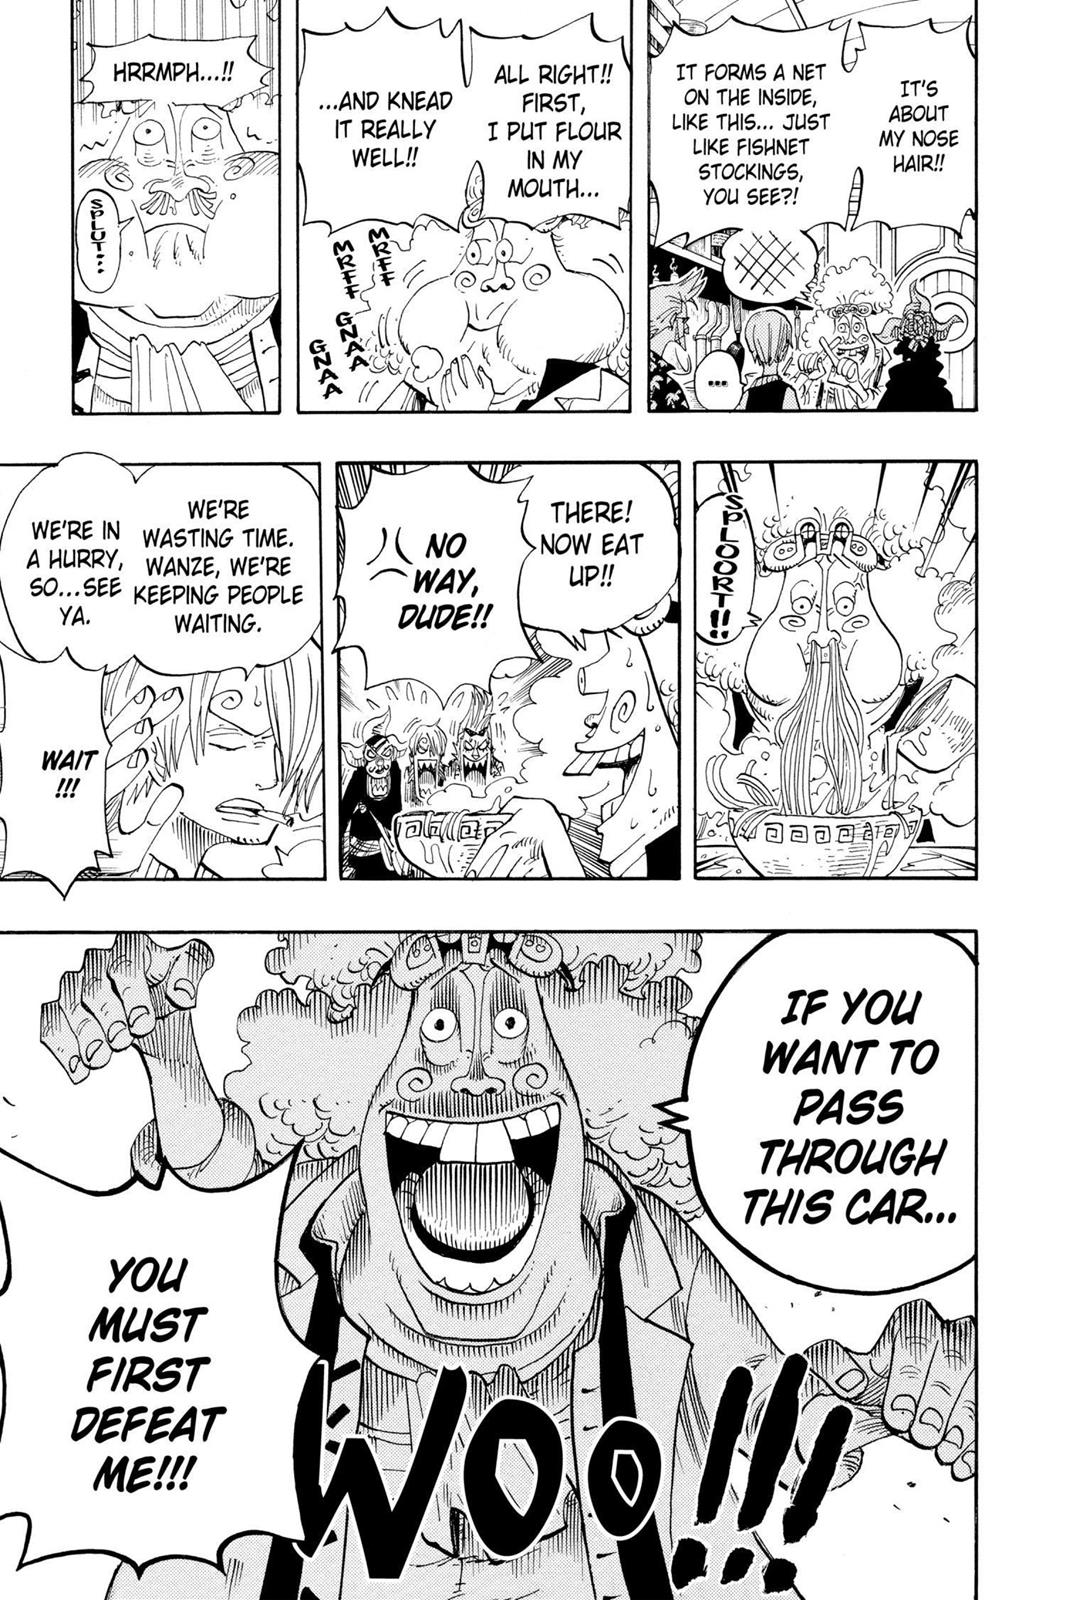 IT'S
ABOUT
MY NOSE
HAIR!!
IT FORMS A NET
ON THE INSIDE,
LIKE THIS... JUST
LIKE FISHNET
STOCKINGS,
YOU SEE?!
...
ALL RIGHT!!
FIRST,
I PUT FLOUR
IN MY
MOUTH...
...AND KNEAD
IT REALLY
WELL!!
MRFF
MRFF GNAA
GNAA
HRRMPH...!!
SPLUT...
SPLOORT!!
THERE!
NOW EAT
UP!!
NO
WAY,
DUDE!!
WE'RE
WASTING TIME.
WANZE, WE'RE
KEEPING PEOPLE
WAITING.
WE'RE IN
A HURRY,
SO...SEE
YA.
WAIT
!!!
IF YOU
WANT TO
PASS
THROUGH
THIS CAR...
YOU
MUST
FIRST
DEFEAT
ME!!!
WOO!!!